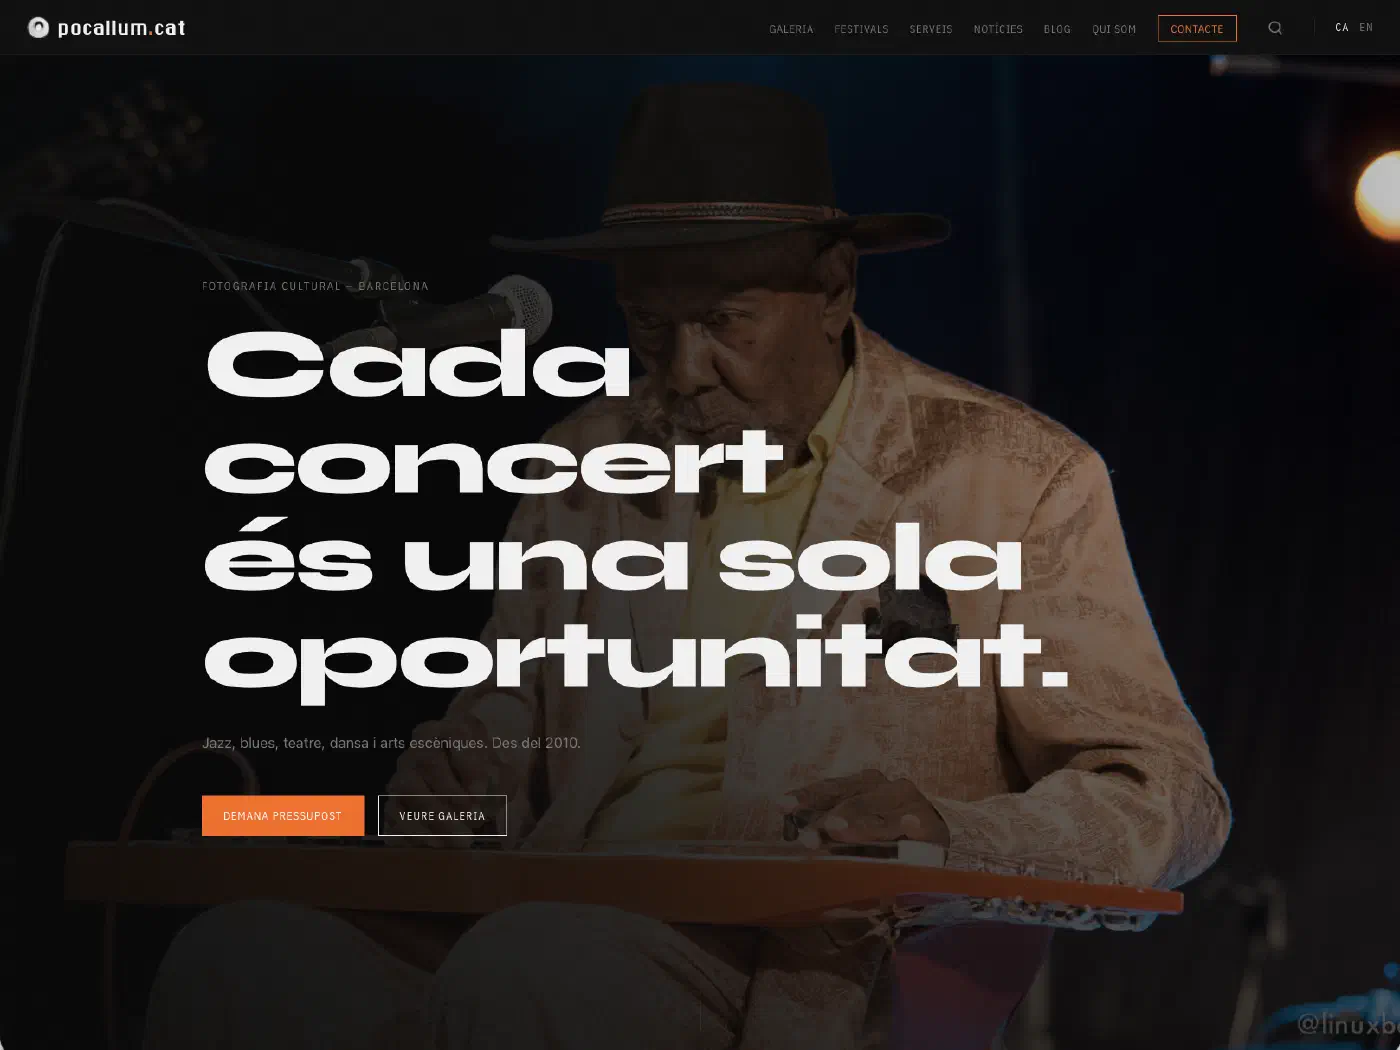 pocallum.cat
GALERIA FESTIVALS SERVEIS NOTÍCIES BLOG QUI SOM CONTACTE CA EN
FOTOGRAFIA CULTURAL — BARCELONA
Cada
concert
és una sola
oportunitat.
Jazz, blues, teatre, dansa i arts escèniques. Des del 2010.
DEMANA PRESSUPOST VEURE GALERIA